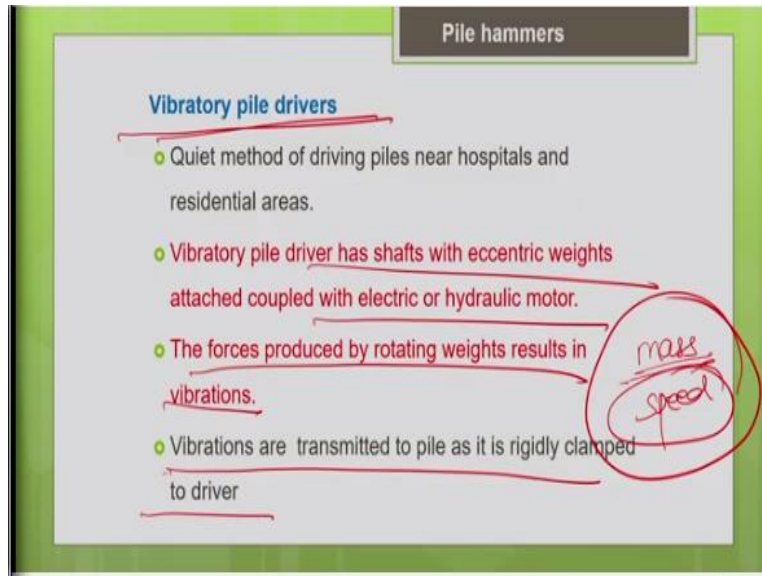 Pile hammers
Vibratory pile drivers
Quiet method of driving piles near hospitals and
residential areas.
Vibratory pile driver has shafts with eccentric weights
attached coupled with electric or hydraulic motor.
The forces produced by rotating weights results in
vibrations.
mass
speed
Vibrations are transmitted to pile as it is rigidly clamped
to driver